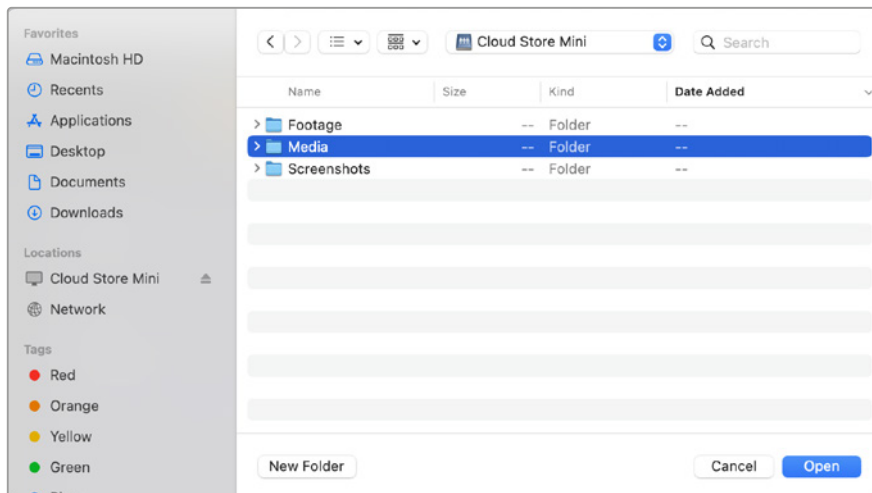 Favorites
Macintosh HD
Recents
Applications
Desktop
Documents
Downloads
Locations
Cloud Store Mini
Network
Tags
Red
Orange
Yellow
Green
Cloud Store Mini
Search
Name Size Kind Date Added
Footage -- Folder --
Media -- Folder --
Screenshots -- Folder --
New Folder Cancel Open